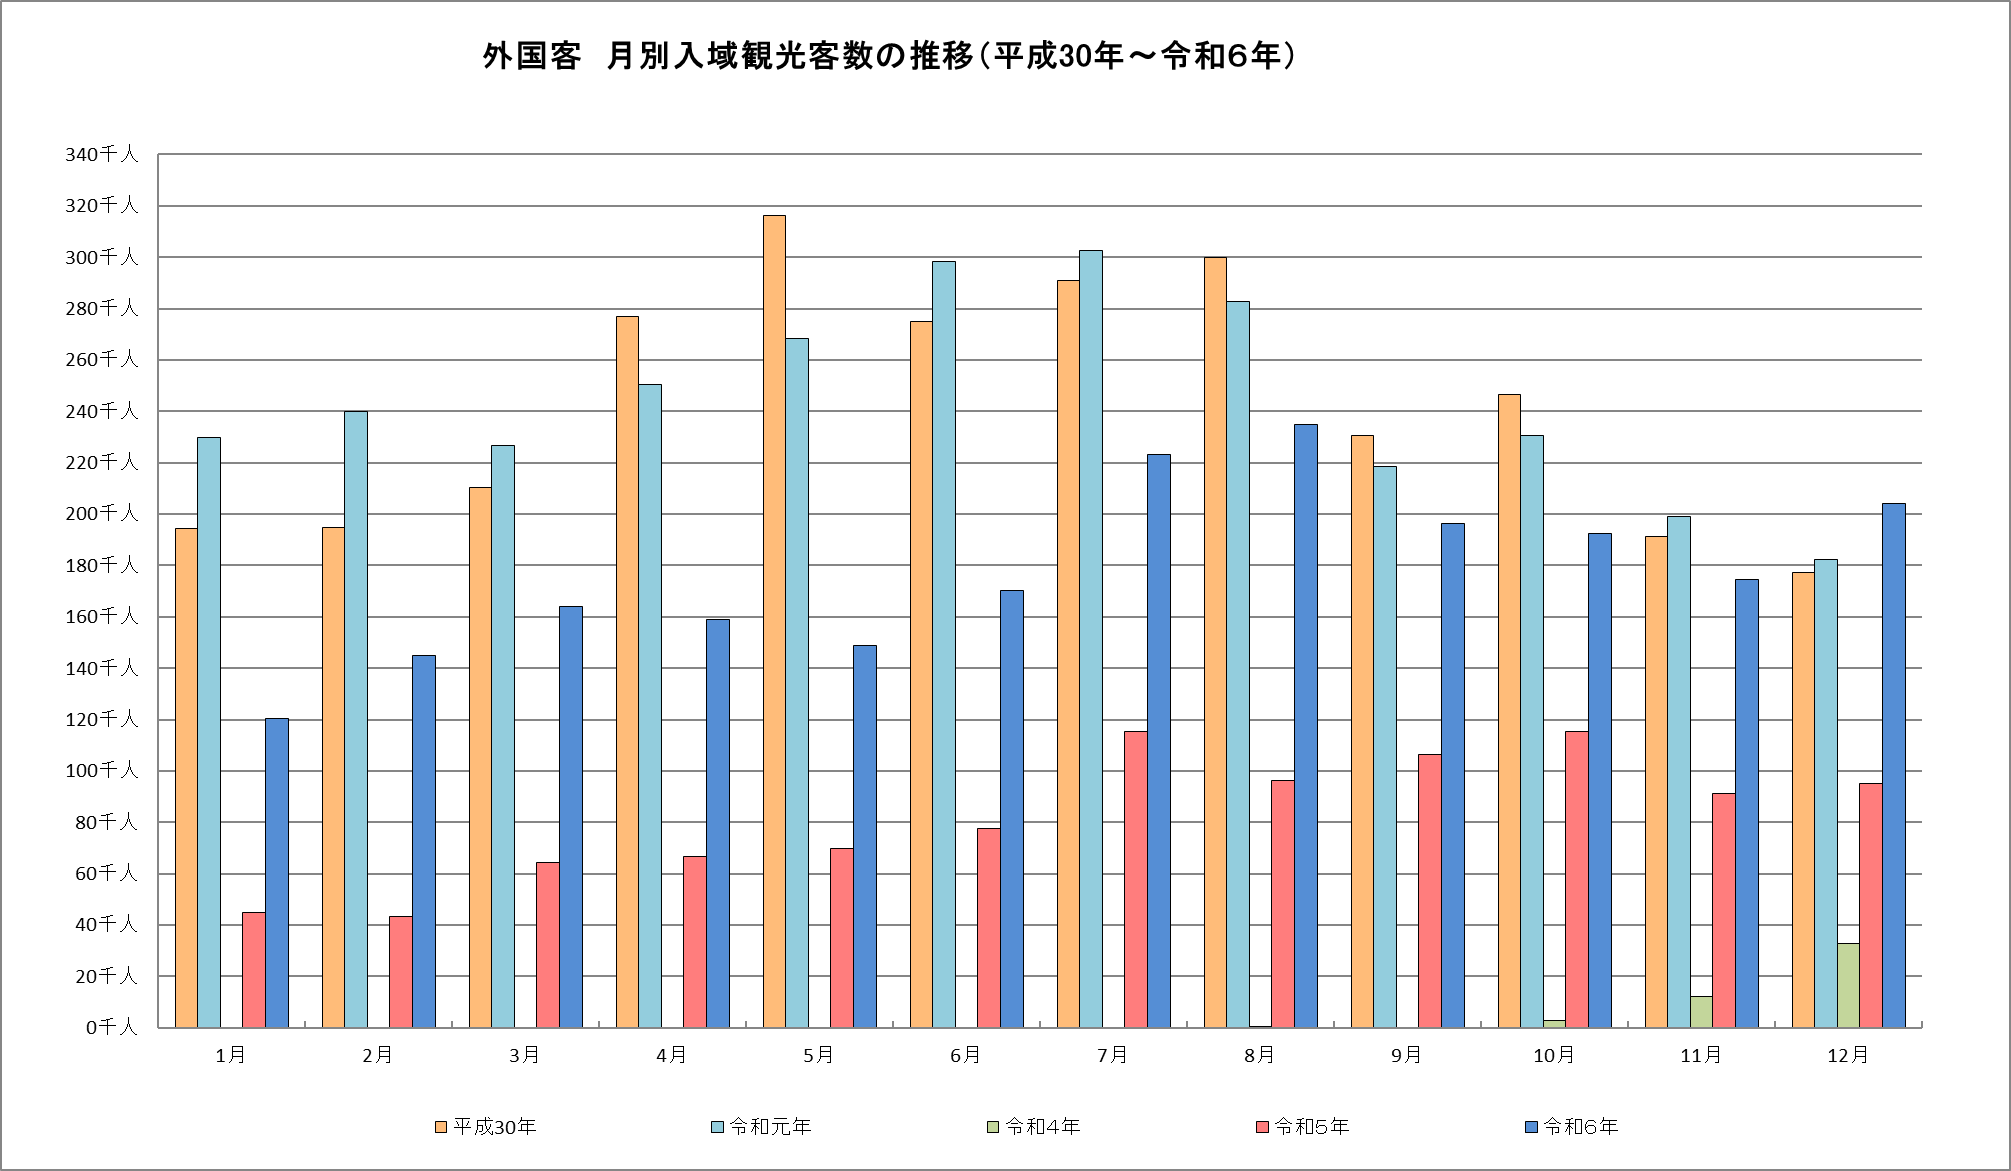 外国客　月別入域観光客数の推移（平成30年～令和６年）
340千人
320千人
300千人
280千人
260千人
240千人
220千人
200千人
180千人
160千人
140千人
120千人
100千人
80千人
60千人
40千人
20千人
0千人
1月 2月 3月 4月 5月 6月 7月 8月 9月 10月 11月 12月
平成30年 令和元年 令和４年 令和５年 令和６年